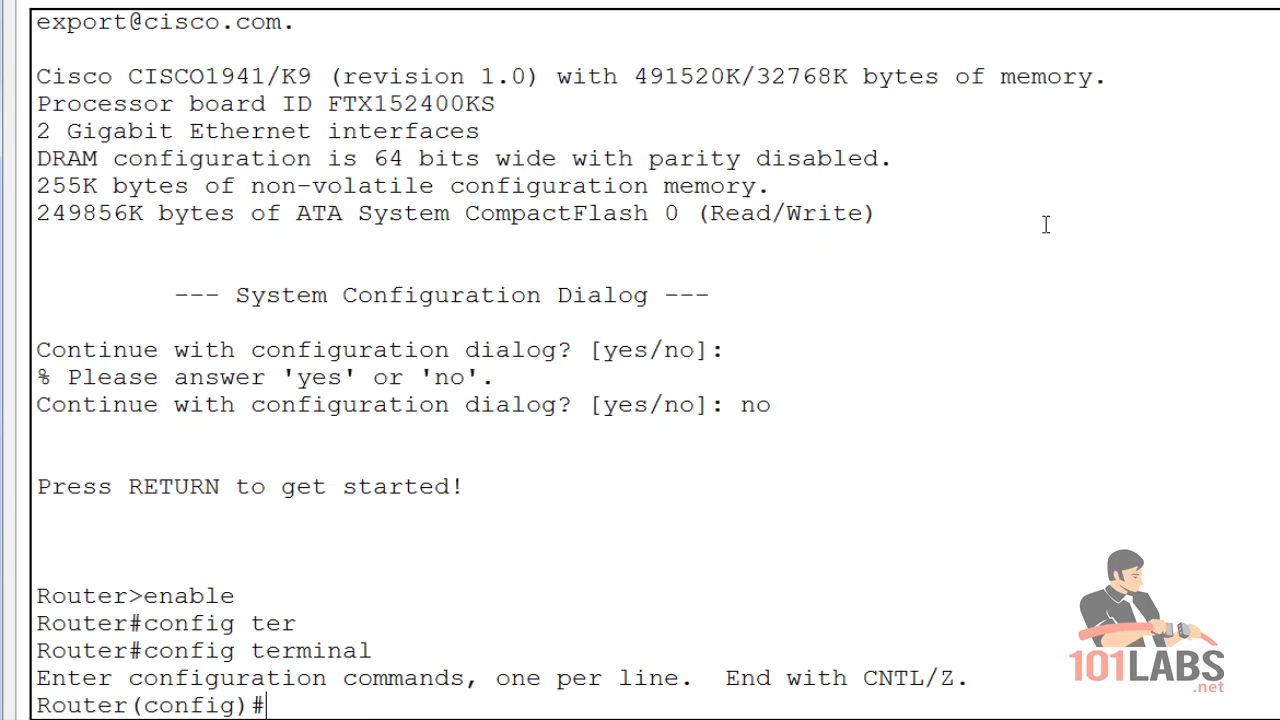 export@cisco.com.
Cisco CISCO1941/K9 (revision 1.0) with 491520K/32768K bytes of memory.
Processor board ID FTX152400KS
2 Gigabit Ethernet interfaces
DRAM configuration is 64 bits wide with parity disabled.
255K bytes of non-volatile configuration memory.
249856K bytes of ATA System CompactFlash 0 (Read/Write)
--- System Configuration Dialog ---
Continue with configuration dialog? [yes/no]:
% Please answer 'yes' or 'no'.
Continue with configuration dialog? [yes/no]: no
Press RETURN to get started!
Router>enable
Router#config ter
Router#config terminal
Enter configuration commands, one per line.  End with CNTL/Z.
Router(config)#
101LABS
.net